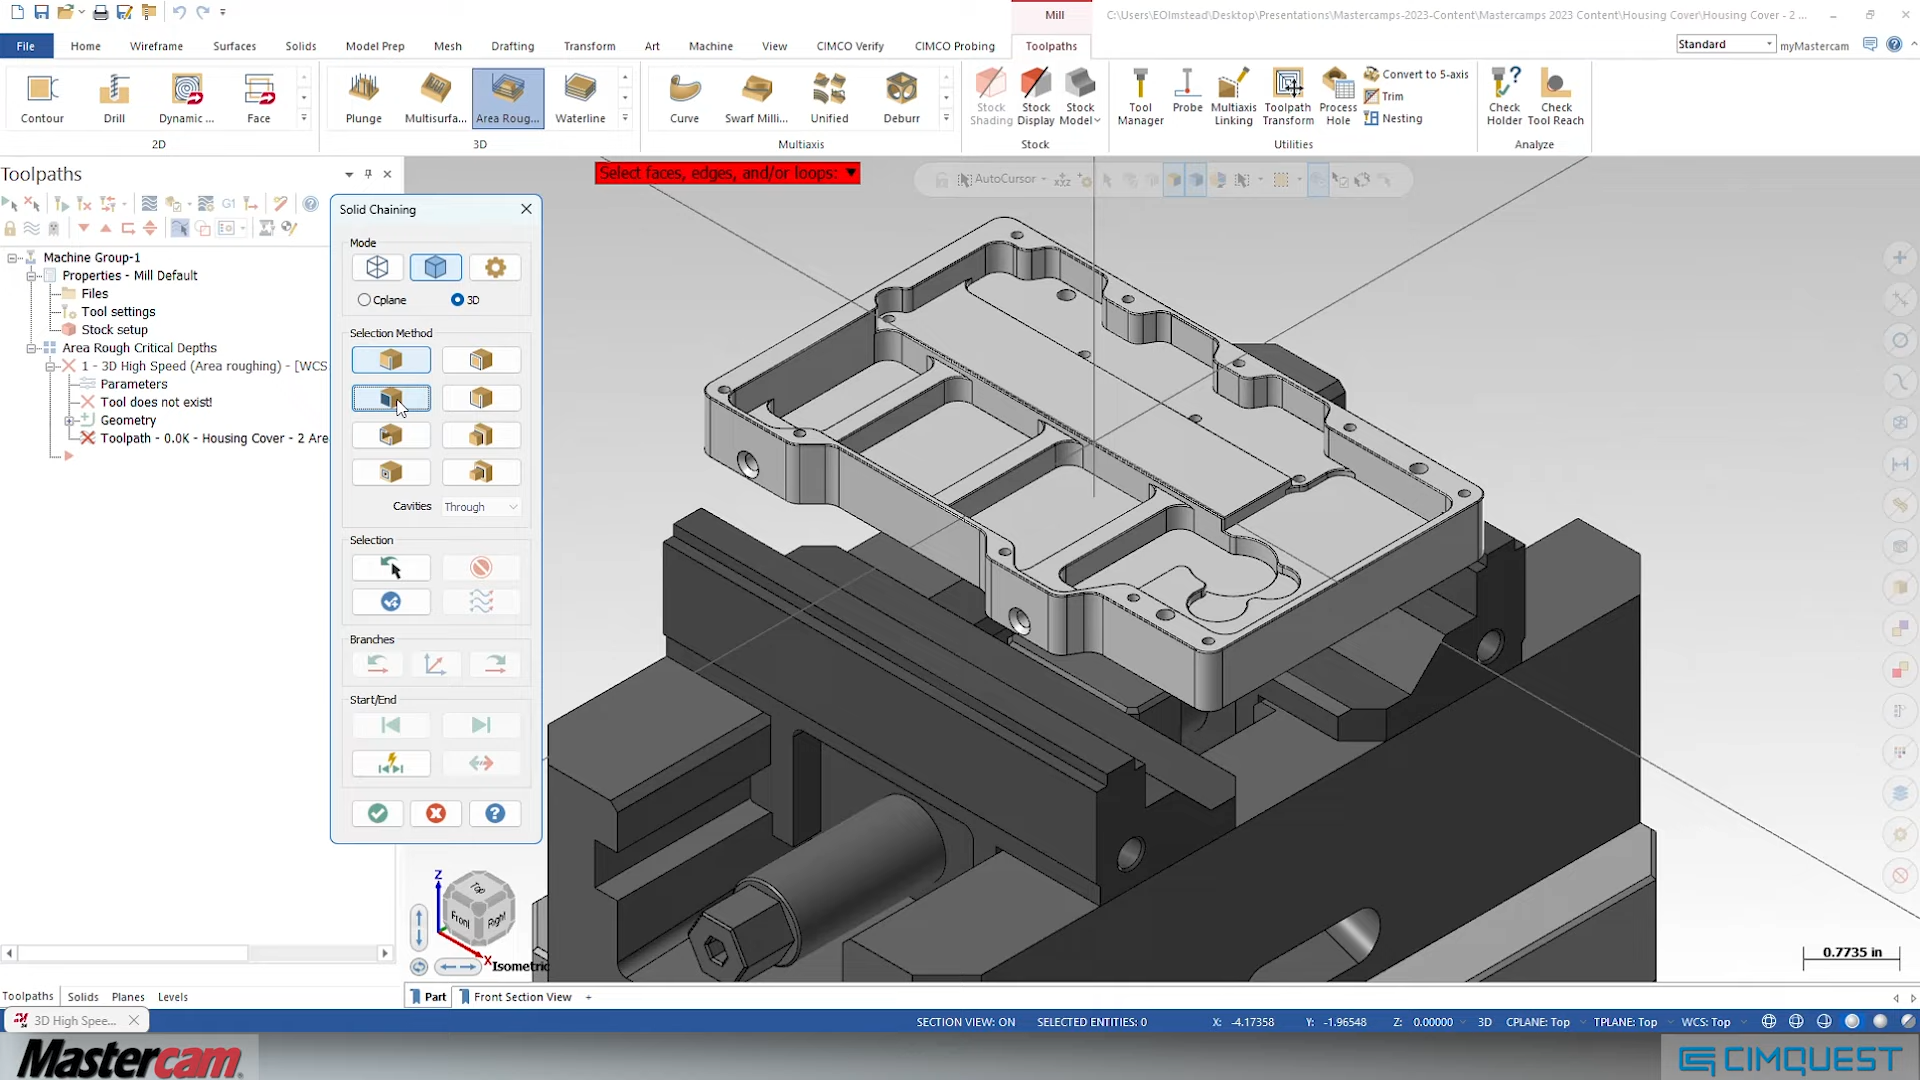 Mill
C:\Users\EOlmstead\Desktop\Presentations\Mastercamps-2023-Content\Mastercamps 2023 Content\Housing Cover\Housing Cover - 2 ...
File
Home
Wireframe
Surfaces
Solids
Model Prep
Mesh
Drafting
Transform
Art
Machine
View
CIMCO Verify
CIMCO Probing
Toolpaths
Standard
myMastercam
Contour
Drill
Dynamic ...
Face
2D
Plunge
Multisurfa...
Area Roug...
Waterline
3D
Curve
Swarf Milli...
Unified
Deburr
Multiaxis
Stock Shading
Stock Display
Stock Model
Stock
Tool Manager
Probe
Multiaxis Linking
Toolpath Transform
Process Hole
Convert to 5-axis
Trim
Nesting
Utilities
Check Holder
Check Tool Reach
Analyze
Toolpaths
G1
Machine Group-1
Properties - Mill Default
Files
Tool settings
Stock setup
Area Rough Critical Depths
1 - 3D High Speed (Area roughing) - [WCS
Parameters
Tool does not exist!
Geometry
Toolpath - 0.0K - Housing Cover - 2 Are
Solid Chaining
Mode
Cplane
3D
Selection Method
Cavities
Through
Selection
Branches
Start/End
Select faces, edges, and/or loops:
AutoCursor
Z
Top
Front
Right
X
Isometric
0.7735 in
Toolpaths
Solids
Planes
Levels
Part
Front Section View
+
3D High Spee...
SECTION VIEW: ON
SELECTED ENTITIES: 0
X: -4.17358
Y: -1.96548
Z: 0.00000
3D
CPLANE: Top
TPLANE: Top
WCS: Top
Mastercam
CIMQUEST